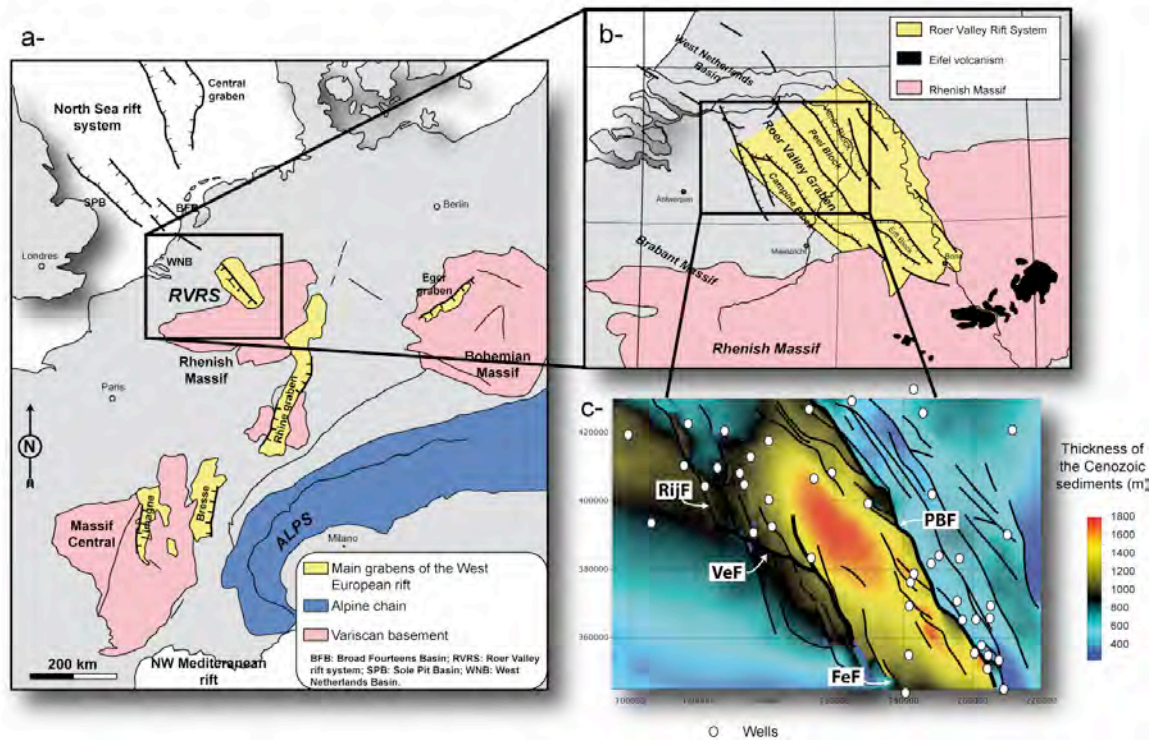 a-
North Sea rift
system
Central
graben
SPB
BFB
WNB
Londres
Berlin
RVRS
Eger
graben
Rhenish
Massif
Bohemian
Massif
Paris
Rhine graben
N
Massif
Central
Limagne
Bresse
ALPS
Milano
200 km
NW Mediterranean
rift
Main grabens of the West
European rift
Alpine chain
Variscan basement
BFB: Broad Fourteens Basin; RVRS: Roer Valley
rift system; SPB: Sole Pit Basin; WNB: West
Netherlands Basin.
b-
West Netherlands
Basin
Roer Valley Rift System
Eifel volcanism
Rhenish Massif
Peel Block
Roer Valley Graben
Campine Block
Antwerpen
Maastricht
Brabant Massif
Rhenish Massif
c-
420000
400000
380000
360000
RijF
VeF
PBF
FeF
Thickness of
the Cenozoic
sediments (m)
1800
1600
1400
1200
1000
800
600
400
Wells